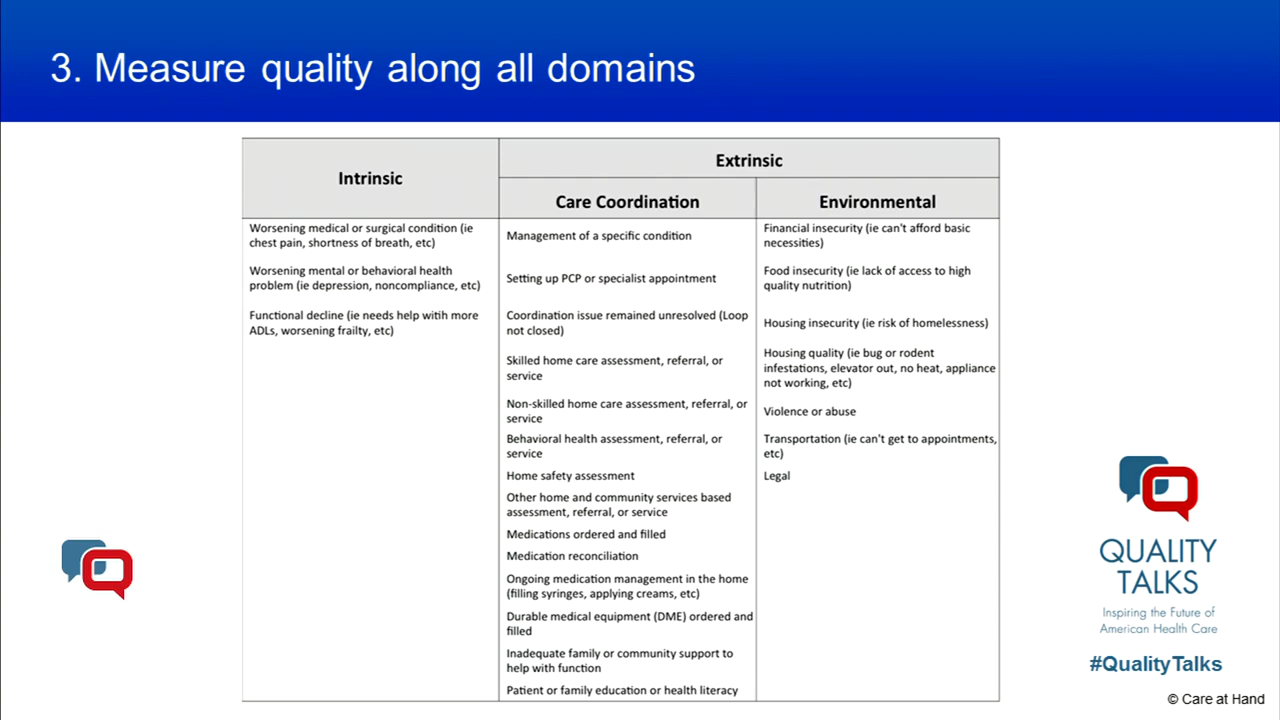 3. Measure quality along all domains
Intrinsic
Extrinsic
Care Coordination
Environmental
Worsening medical or surgical condition (ie
chest pain, shortness of breath, etc)
Worsening mental or behavioral health
problem (ie depression, noncompliance, etc)
Functional decline (ie needs help with more
ADLs, worsening frailty, etc)
Management of a specific condition
Setting up PCP or specialist appointment
Coordination issue remained unresolved (Loop
not closed)
Skilled home care assessment, referral, or
service
Non-skilled home care assessment, referral, or
service
Behavioral health assessment, referral, or
service
Home safety assessment
Other home and community services based
assessment, referral, or service
Medications ordered and filled
Medication reconciliation
Ongoing medication management in the home
(filling syringes, applying creams, etc)
Durable medical equipment (DME) ordered and
filled
Inadequate family or community support to
help with function
Patient or family education or health literacy
Financial insecurity (ie can't afford basic
necessities)
Food insecurity (ie lack of access to high
quality nutrition)
Housing insecurity (ie risk of homelessness)
Housing quality (ie bug or rodent
infestations, elevator out, no heat, appliance
not working, etc)
Violence or abuse
Transportation (ie can't get to appointments,
etc)
Legal
QUALITY
TALKS
Inspiring the Future of
American Health Care
#QualityTalks
© Care at Hand